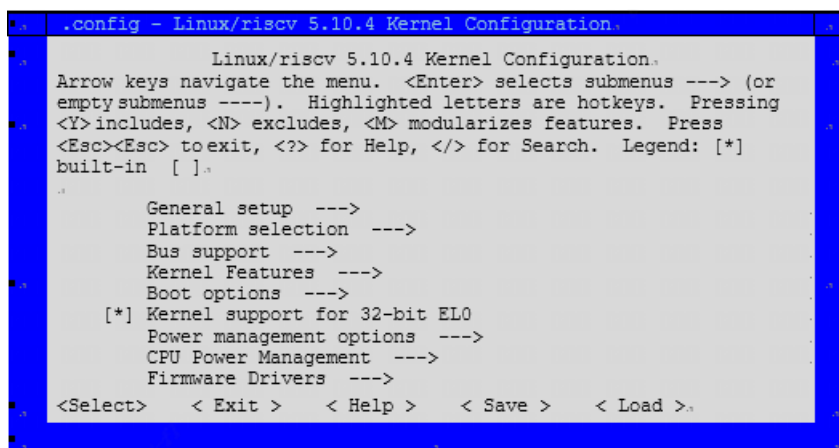 .config - Linux/riscv 5.10.4 Kernel Configuration
Linux/riscv 5.10.4 Kernel Configuration
Arrow keys navigate the menu.  <Enter> selects submenus ---> (or
empty submenus ----).  Highlighted letters are hotkeys.  Pressing
<Y> includes, <N> excludes, <M> modularizes features.  Press
<Esc><Esc> to exit, <?> for Help, </> for Search.  Legend: [*]
built-in  [ ]
General setup  --->
Platform selection  --->
Bus support  --->
Kernel Features  --->
Boot options  --->
[*] Kernel support for 32-bit EL0
Power management options  --->
CPU Power Management  --->
Firmware Drivers  --->
<Select>    < Exit >    < Help >    < Save >    < Load >